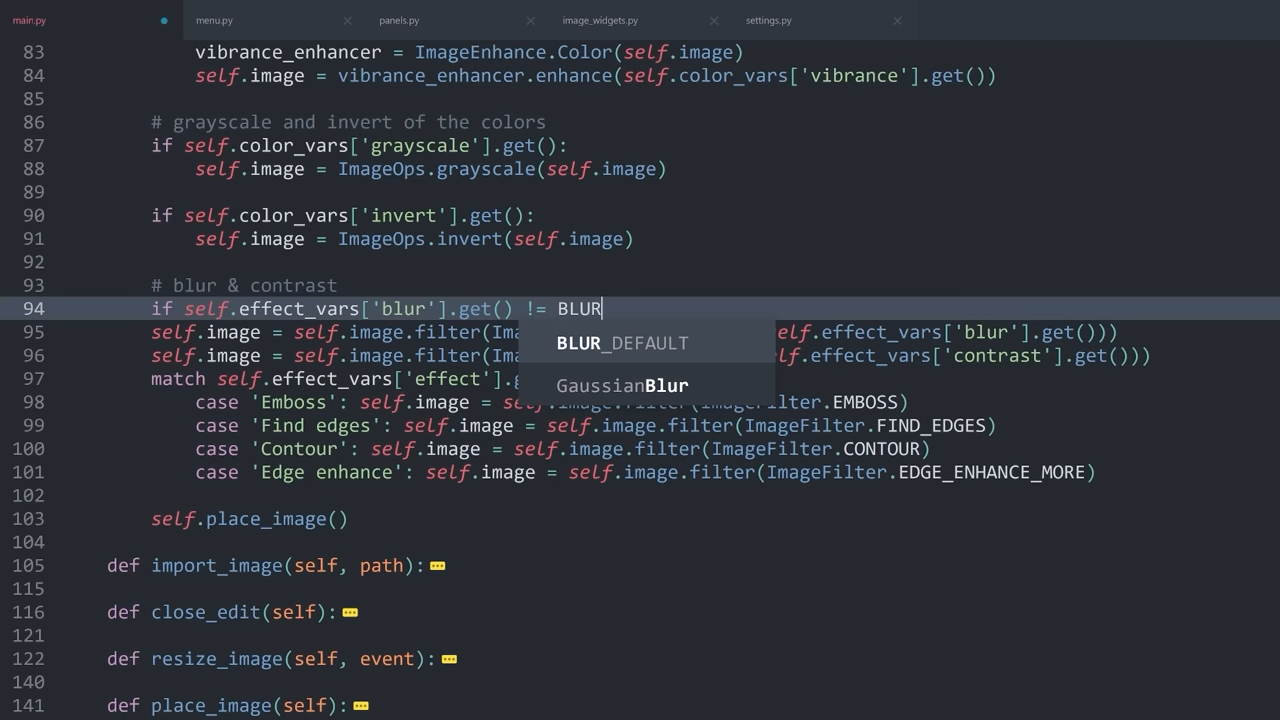 main.py menu.py panels.py image_widgets.py settings.py
83 vibrance_enhancer = ImageEnhance.Color(self.image)
84 self.image = vibrance_enhancer.enhance(self.color_vars['vibrance'].get())
85
86 # grayscale and invert of the colors
87 if self.color_vars['grayscale'].get():
88 self.image = ImageOps.grayscale(self.image)
89
90 if self.color_vars['invert'].get():
91 self.image = ImageOps.invert(self.image)
92
93 # blur & contrast
94 if self.effect_vars['blur'].get() != BLUR
95 self.image = self.image.filter(Ima elf.effect_vars['blur'].get()))
BLUR_DEFAULT
96 self.image = self.image.filter(Ima lf.effect_vars['contrast'].get()))
97 match self.effect_vars['effect'].g
GaussianBlur
98 case 'Emboss': self.image = self.image.filter(ImageFilter.EMBOSS)
99 case 'Find edges': self.image = self.image.filter(ImageFilter.FIND_EDGES)
100 case 'Contour': self.image = self.image.filter(ImageFilter.CONTOUR)
101 case 'Edge enhance': self.image = self.image.filter(ImageFilter.EDGE_ENHANCE_MORE)
102
103 self.place_image()
104
105 def import_image(self, path):
115
116 def close_edit(self):
121
122 def resize_image(self, event):
140
141 def place_image(self):